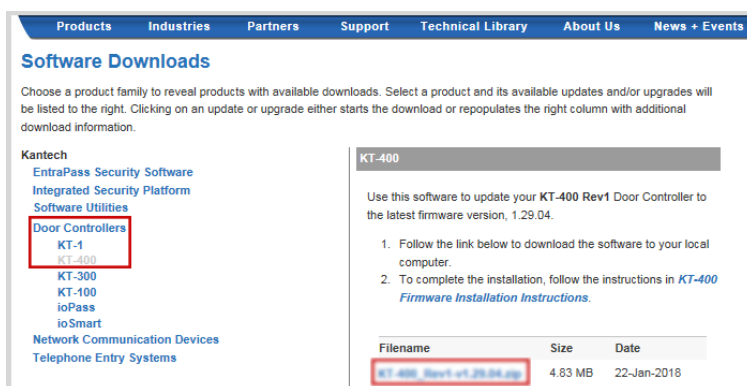 Products Industries Partners Support Technical Library About Us News + Events
Software Downloads
Choose a product family to reveal products with available downloads. Select a product and its available updates and/or upgrades will
be listed to the right. Clicking on an update or upgrade either starts the download or repopulates the right column with additional
download information.
Kantech
EntraPass Security Software
Integrated Security Platform
Software Utilities
Door Controllers
KT-1
KT-400
KT-300
KT-100
ioPass
ioSmart
Network Communication Devices
Telephone Entry Systems
KT-400
Use this software to update your KT-400 Rev1 Door Controller to
the latest firmware version, 1.29.
04.
1. Follow the link below to download the software to your local
computer.
2. To complete the installation, follow the instructions in KT-400
Firmware Installation Instructions.
Filename Size Date
KT-400_Rev1-v1.29.04.zip 4.83 MB 22-Jan-2018